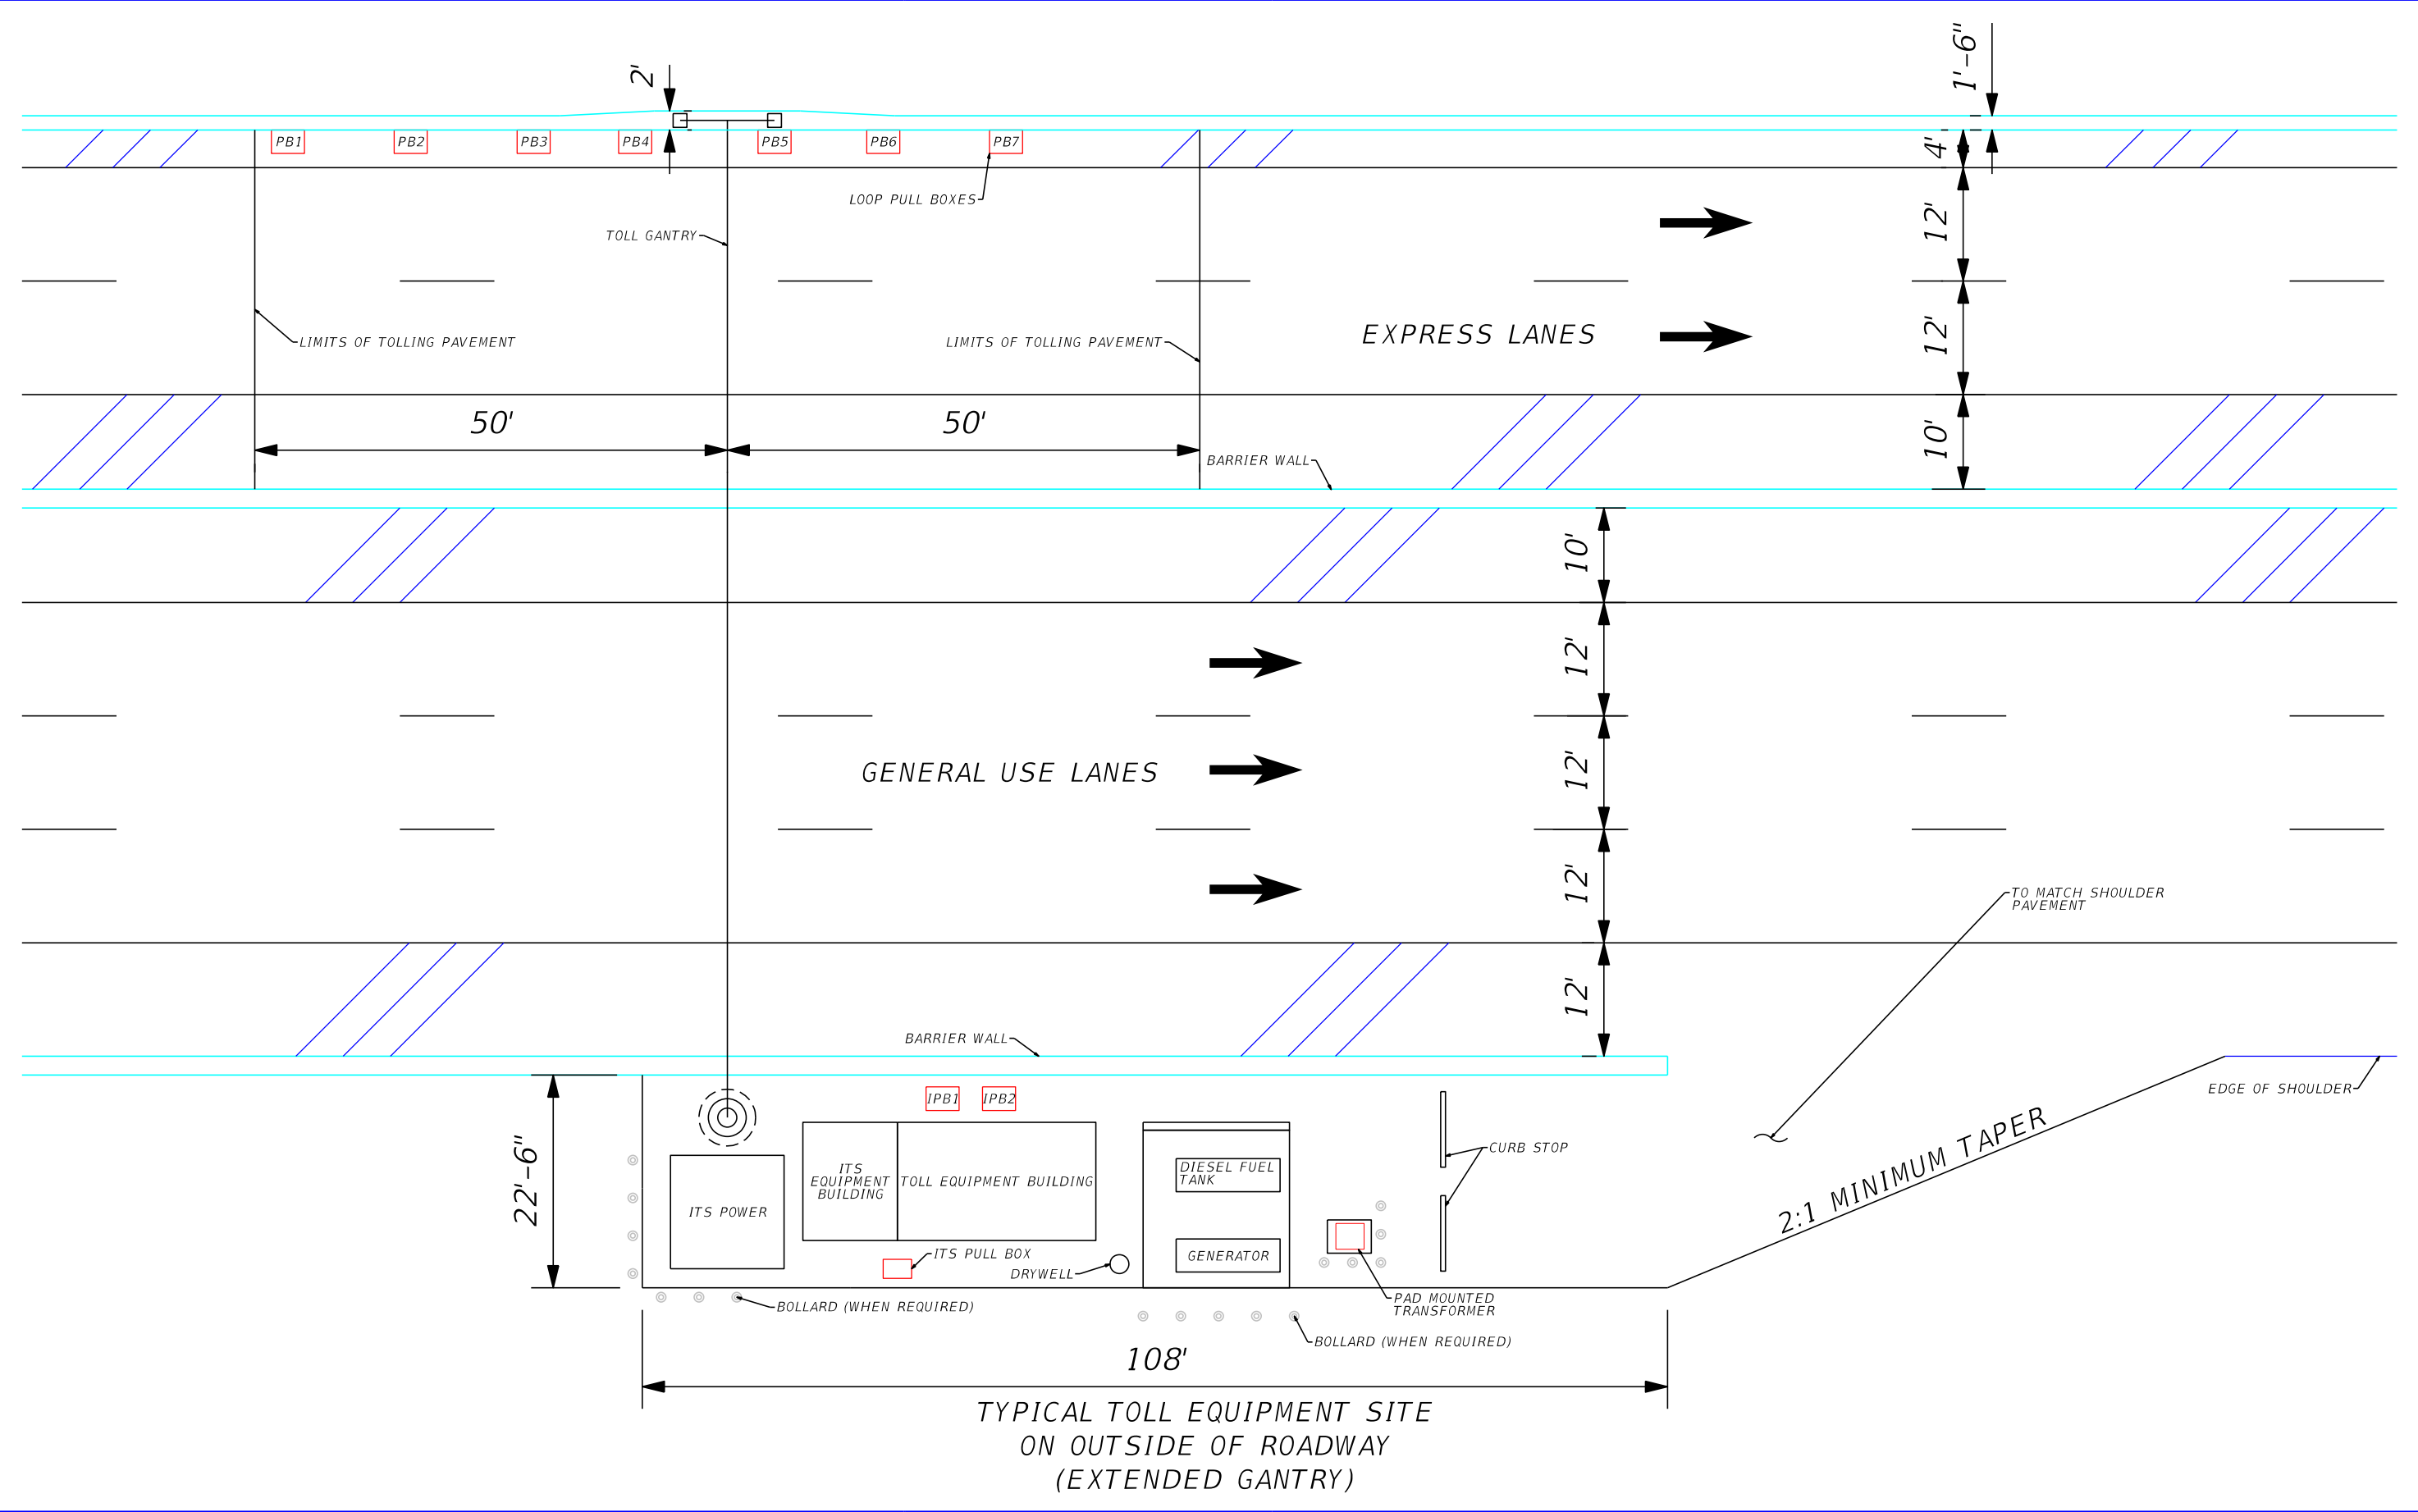 1'-6"
2'
PB1
PB2
PB3
PB4
PB5
PB6
PB7
4'
LOOP PULL BOXES
TOLL GANTRY
12'
LIMITS OF TOLLING PAVEMENT
LIMITS OF TOLLING PAVEMENT
EXPRESS LANES
12'
50'
50'
10'
BARRIER WALL
10'
12'
GENERAL USE LANES
12'
12'
TO MATCH SHOULDER
PAVEMENT
12'
BARRIER WALL
EDGE OF SHOULDER
IPB1
IPB2
22'-6"
2:1 MINIMUM TAPER
CURB STOP
ITS
EQUIPMENT
BUILDING
TOLL EQUIPMENT BUILDING
DIESEL FUEL
TANK
ITS POWER
ITS PULL BOX
GENERATOR
DRYWELL
PAD MOUNTED
TRANSFORMER
BOLLARD (WHEN REQUIRED)
BOLLARD (WHEN REQUIRED)
108'
TYPICAL TOLL EQUIPMENT SITE
ON OUTSIDE OF ROADWAY
(EXTENDED GANTRY)